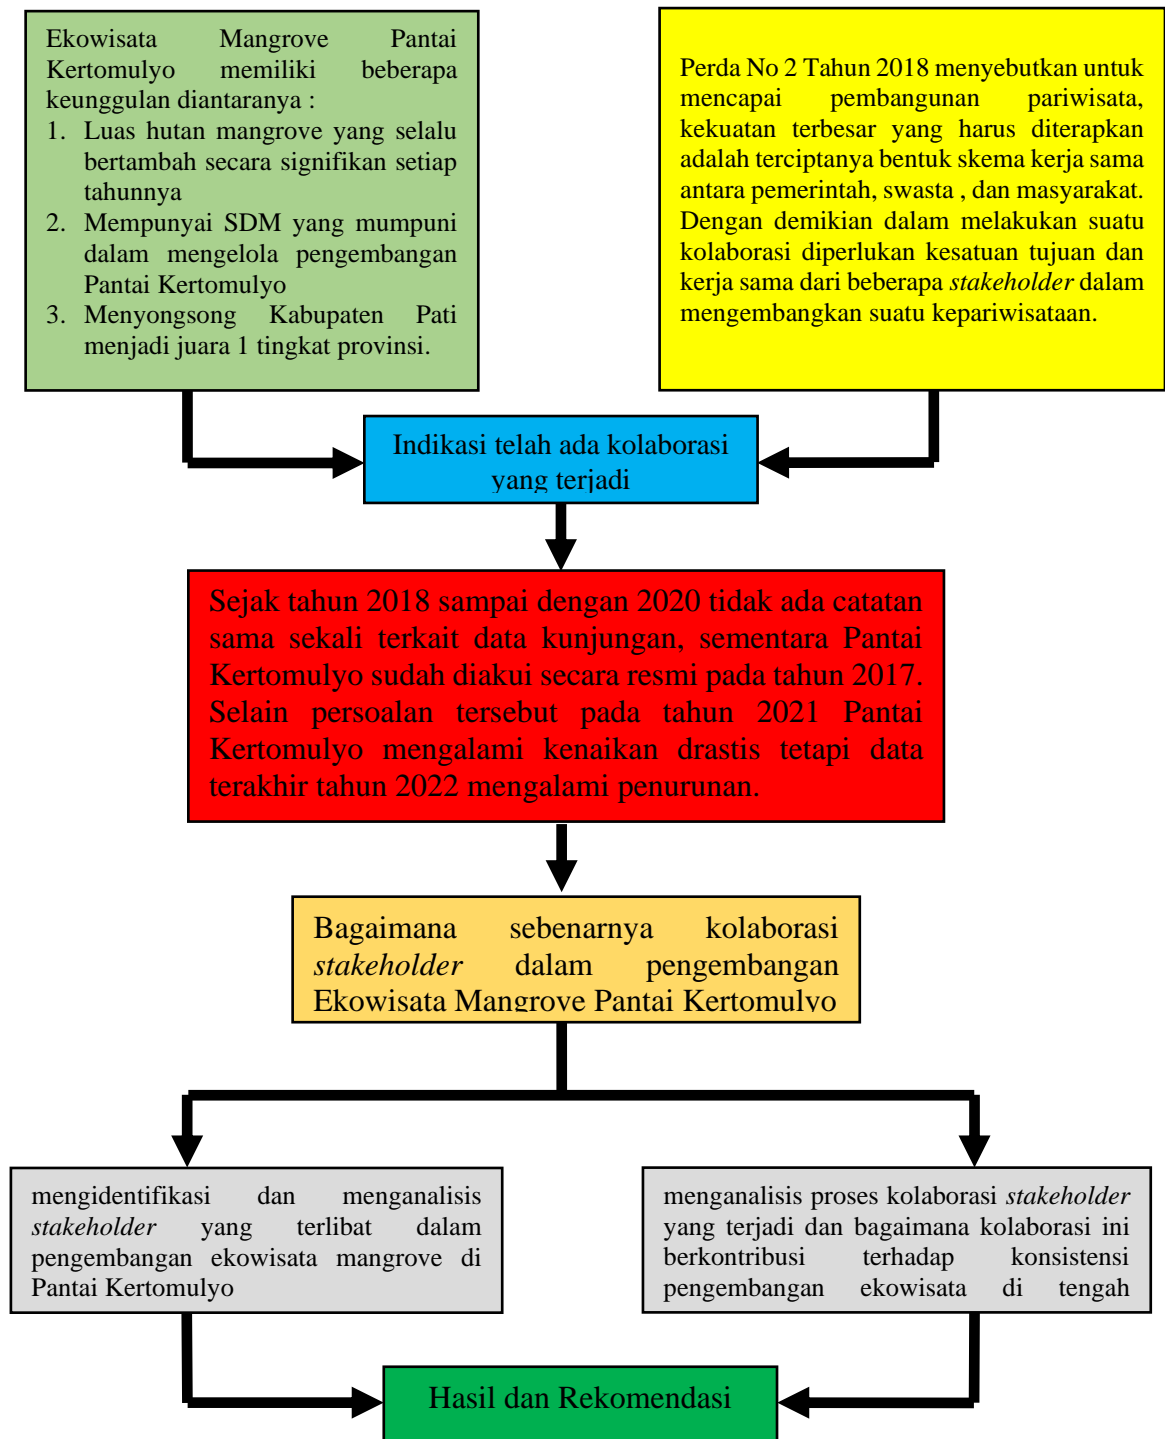 Ekowisata Mangrove Pantai
Kertomulyo memiliki beberapa
keunggulan diantaranya :
1. Luas hutan mangrove yang selalu
bertambah secara signifikan setiap
tahunnya
2. Mempunyai SDM yang mumpuni
dalam mengelola pengembangan
Pantai Kertomulyo
3. Menyongsong Kabupaten Pati
menjadi juara 1 tingkat provinsi.
Perda No 2 Tahun 2018 menyebutkan untuk
mencapai pembangunan pariwisata,
kekuatan terbesar yang harus diterapkan
adalah terciptanya bentuk skema kerja sama
antara pemerintah, swasta , dan masyarakat.
Dengan demikian dalam melakukan suatu
kolaborasi diperlukan kesatuan tujuan dan
kerja sama dari beberapa stakeholder dalam
mengembangkan suatu kepariwisataan.
Indikasi telah ada kolaborasi
yang terjadi
Sejak tahun 2018 sampai dengan 2020 tidak ada catatan
sama sekali terkait data kunjungan, sementara Pantai
Kertomulyo sudah diakui secara resmi pada tahun 2017.
Selain persoalan tersebut pada tahun 2021 Pantai
Kertomulyo mengalami kenaikan drastis tetapi data
terakhir tahun 2022 mengalami penurunan.
Bagaimana sebenarnya kolaborasi
stakeholder dalam pengembangan
Ekowisata Mangrove Pantai Kertomulyo
mengidentifikasi dan menganalisis
stakeholder yang terlibat dalam
pengembangan ekowisata mangrove di
Pantai Kertomulyo
menganalisis proses kolaborasi stakeholder
yang terjadi dan bagaimana kolaborasi ini
berkontribusi terhadap konsistensi
pengembangan ekowisata di tengah
Hasil dan Rekomendasi